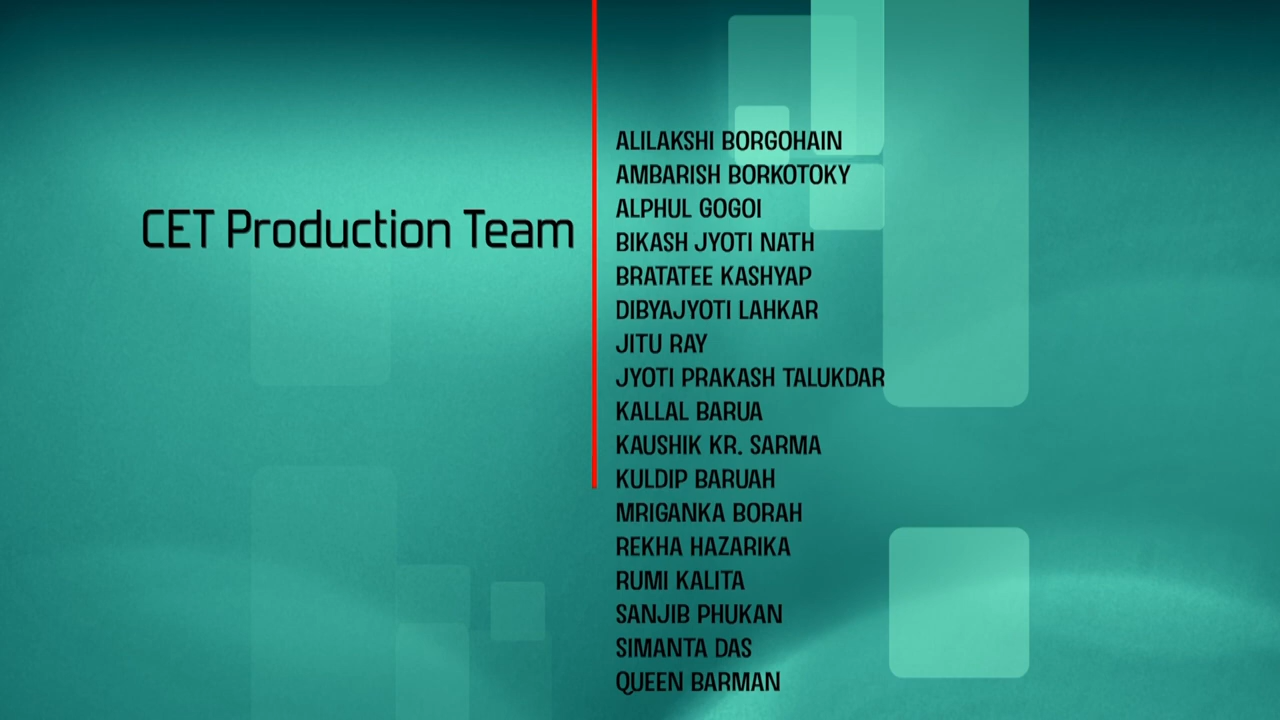 CET Production Team
ALILAKSHI BORGOHAIN
AMBARISH BORKOTOKY
ALPHUL GOGOI
BIKASH JYOTI NATH
BRATATEE KASHYAP
DIBYAJYOTI LAHKAR
JITU RAY
JYOTI PRAKASH TALUKDAR
KALLAL BARUA
KAUSHIK KR. SARMA
KULDIP BARUAH
MRIGANKA BORAH
REKHA HAZARIKA
RUMI KALITA
SANJIB PHUKAN
SIMANTA DAS
QUEEN BARMAN